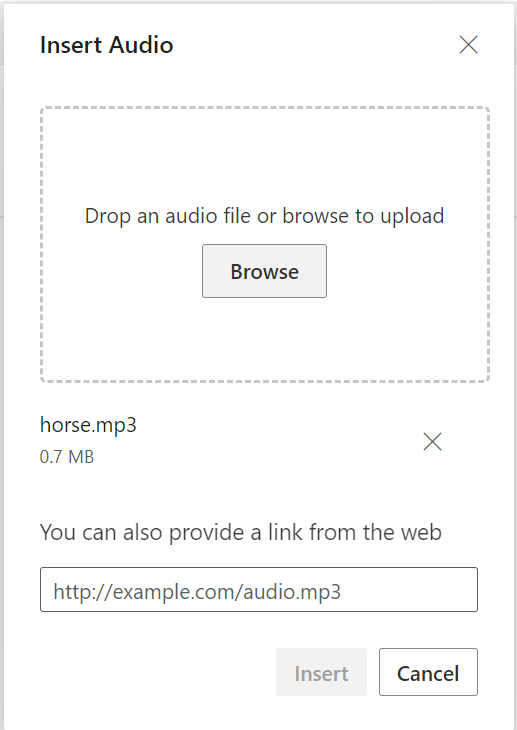 Insert Audio
Drop an audio file or browse to upload
Browse
horse.mp3
0.7 MB
You can also provide a link from the web
http://example.com/audio.mp3
Insert
Cancel